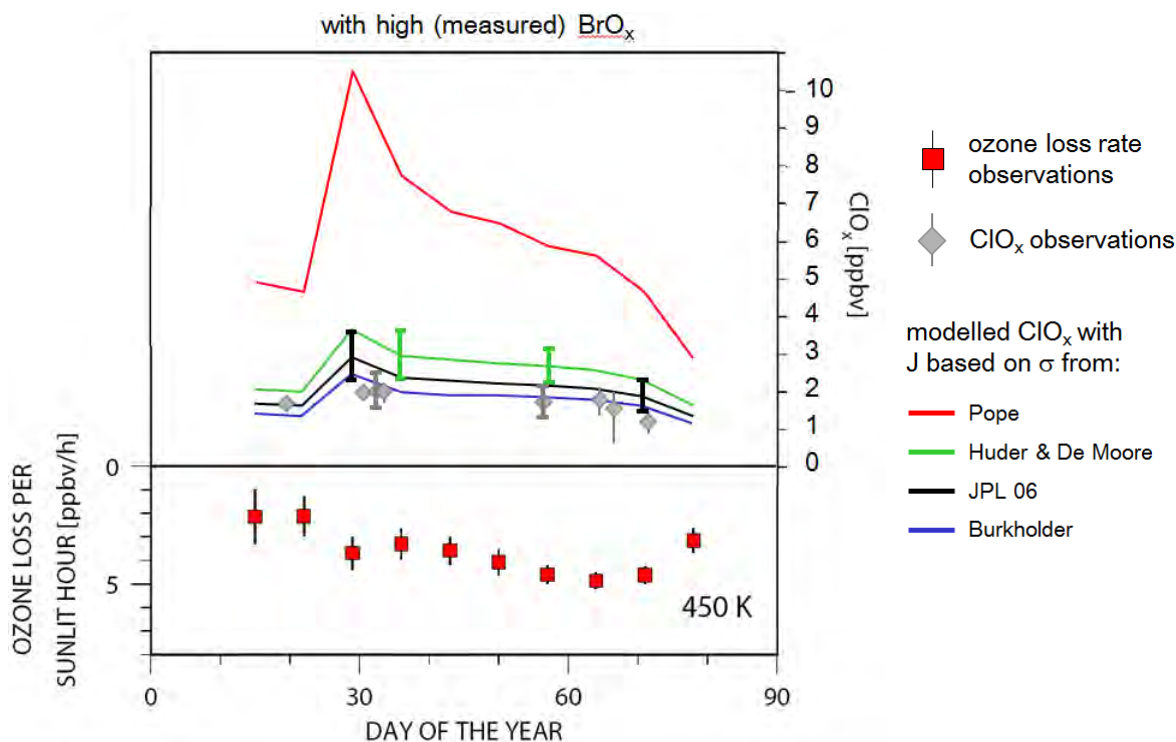 with high (measured) BrOx
10
9
8
7
6
5
4
3
2
1
0
ClOx [ppbv]
0
5
OZONE LOSS PER
SUNLIT HOUR [ppbv/h]
450 K
0
30
60
90
DAY OF THE YEAR
ozone loss rate
observations
ClOx observations
modelled ClOx with
J based on σ from:
Pope
Huder & De Moore
JPL 06
Burkholder